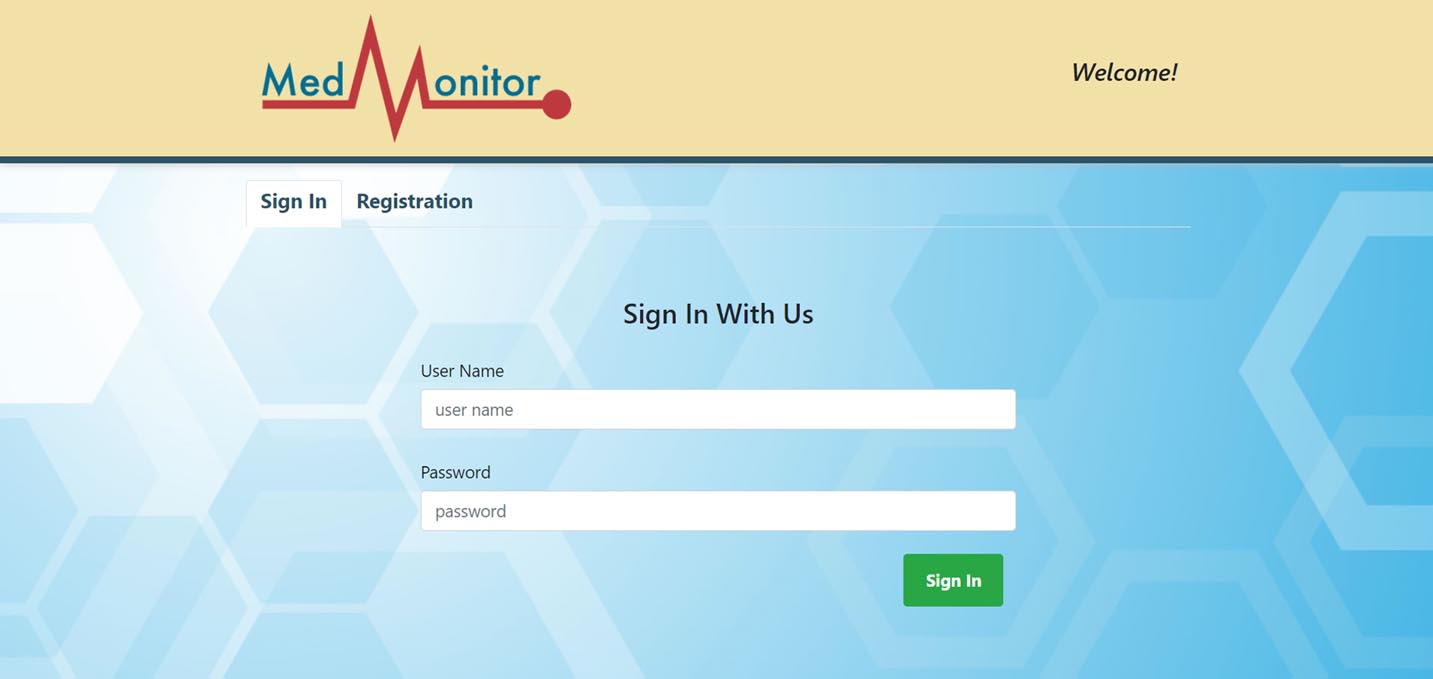 MedMonitor
Welcome!
Sign In
Registration
Sign In With Us
User Name
user name
Password
password
Sign In